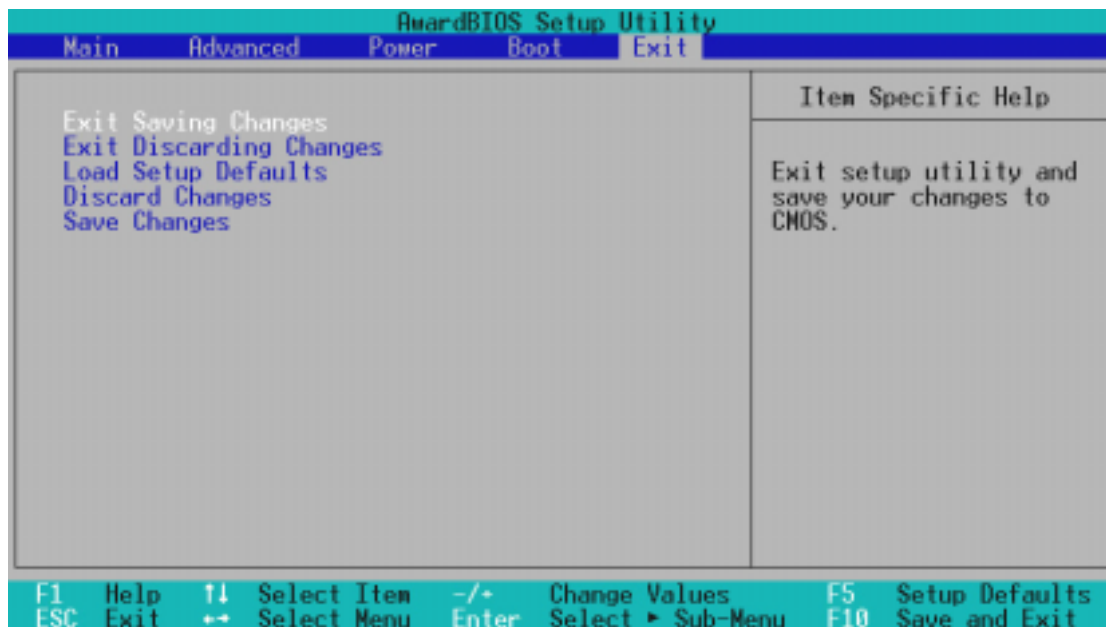 AwardBIOS Setup Utility
Main Advanced Power Boot Exit
Item Specific Help
Exit Saving Changes
Exit Discarding Changes
Load Setup Defaults
Discard Changes
Save Changes
Exit setup utility and
save your changes to
CMOS.
F1 Help ↑↓ Select Item -/+ Change Values F5 Setup Defaults
ESC Exit ←→ Select Menu Enter Select ► Sub-Menu F10 Save and Exit